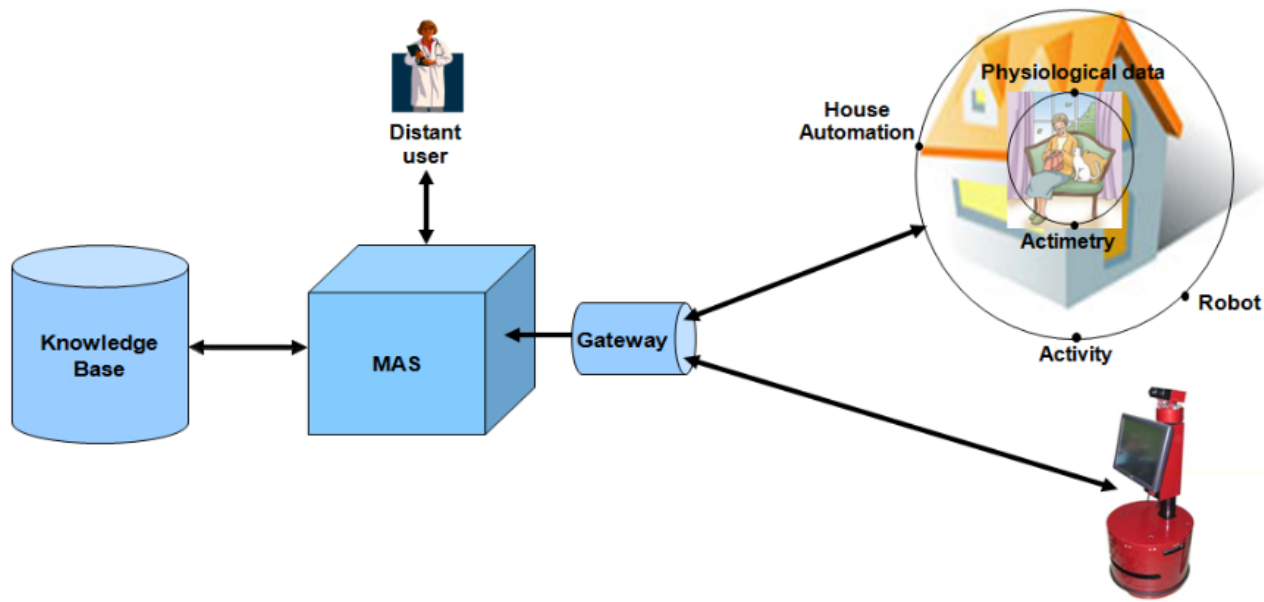 Distant
user
Knowledge
Base
MAS
Gateway
House
Automation
Physiological data
Actimetry
Robot
Activity